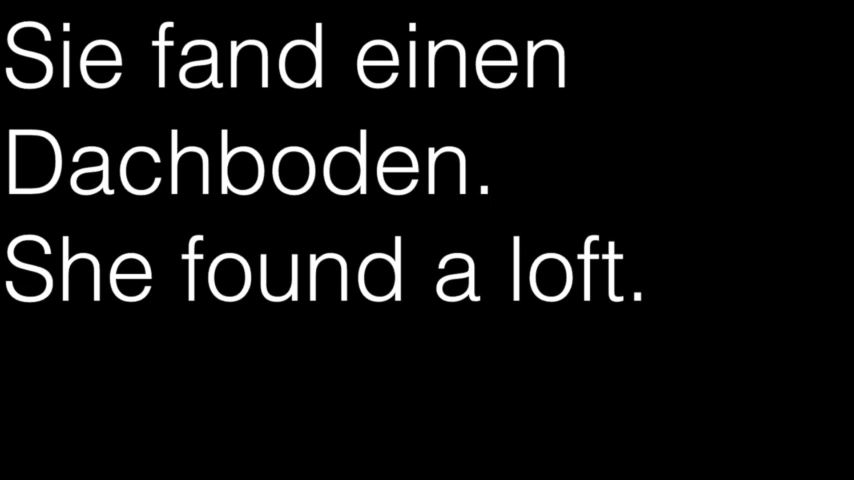 Sie fand einen
Dachboden.
She found a loft.